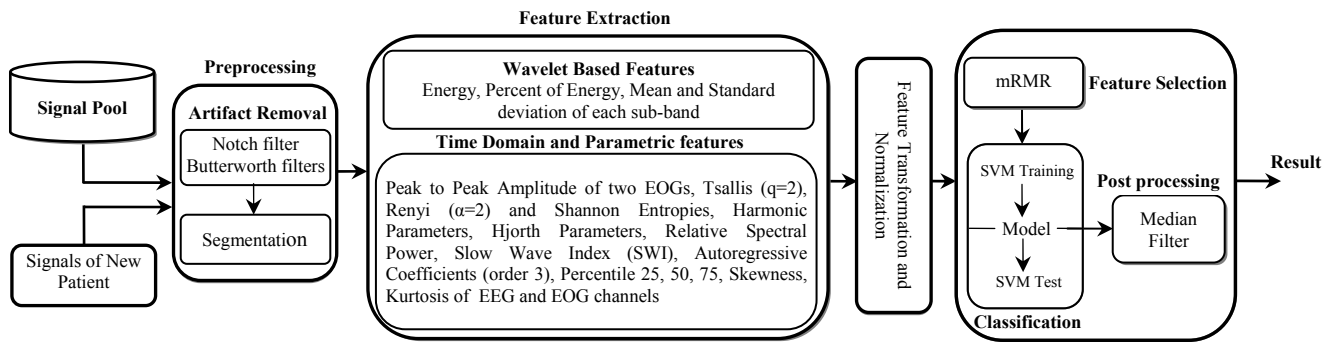 Signal Pool
Signals of New
Patient
Preprocessing
Artifact Removal
Notch filter
Butterworth filters
Segmentation
Feature Extraction
Wavelet Based Features
Energy, Percent of Energy, Mean and Standard
deviation of each sub-band
Time Domain and Parametric features
Peak to Peak Amplitude of two EOGs, Tsallis (q=2),
Renyi (α=2) and Shannon Entropies, Harmonic
Parameters, Hjorth Parameters, Relative Spectral
Power, Slow Wave Index (SWI), Autoregressive
Coefficients (order 3), Percentile 25, 50, 75, Skewness,
Kurtosis of EEG and EOG channels
Feature Transformation and
Normalization
mRMR
Feature Selection
SVM Training
Model
SVM Test
Classification
Post processing
Median
Filter
Result